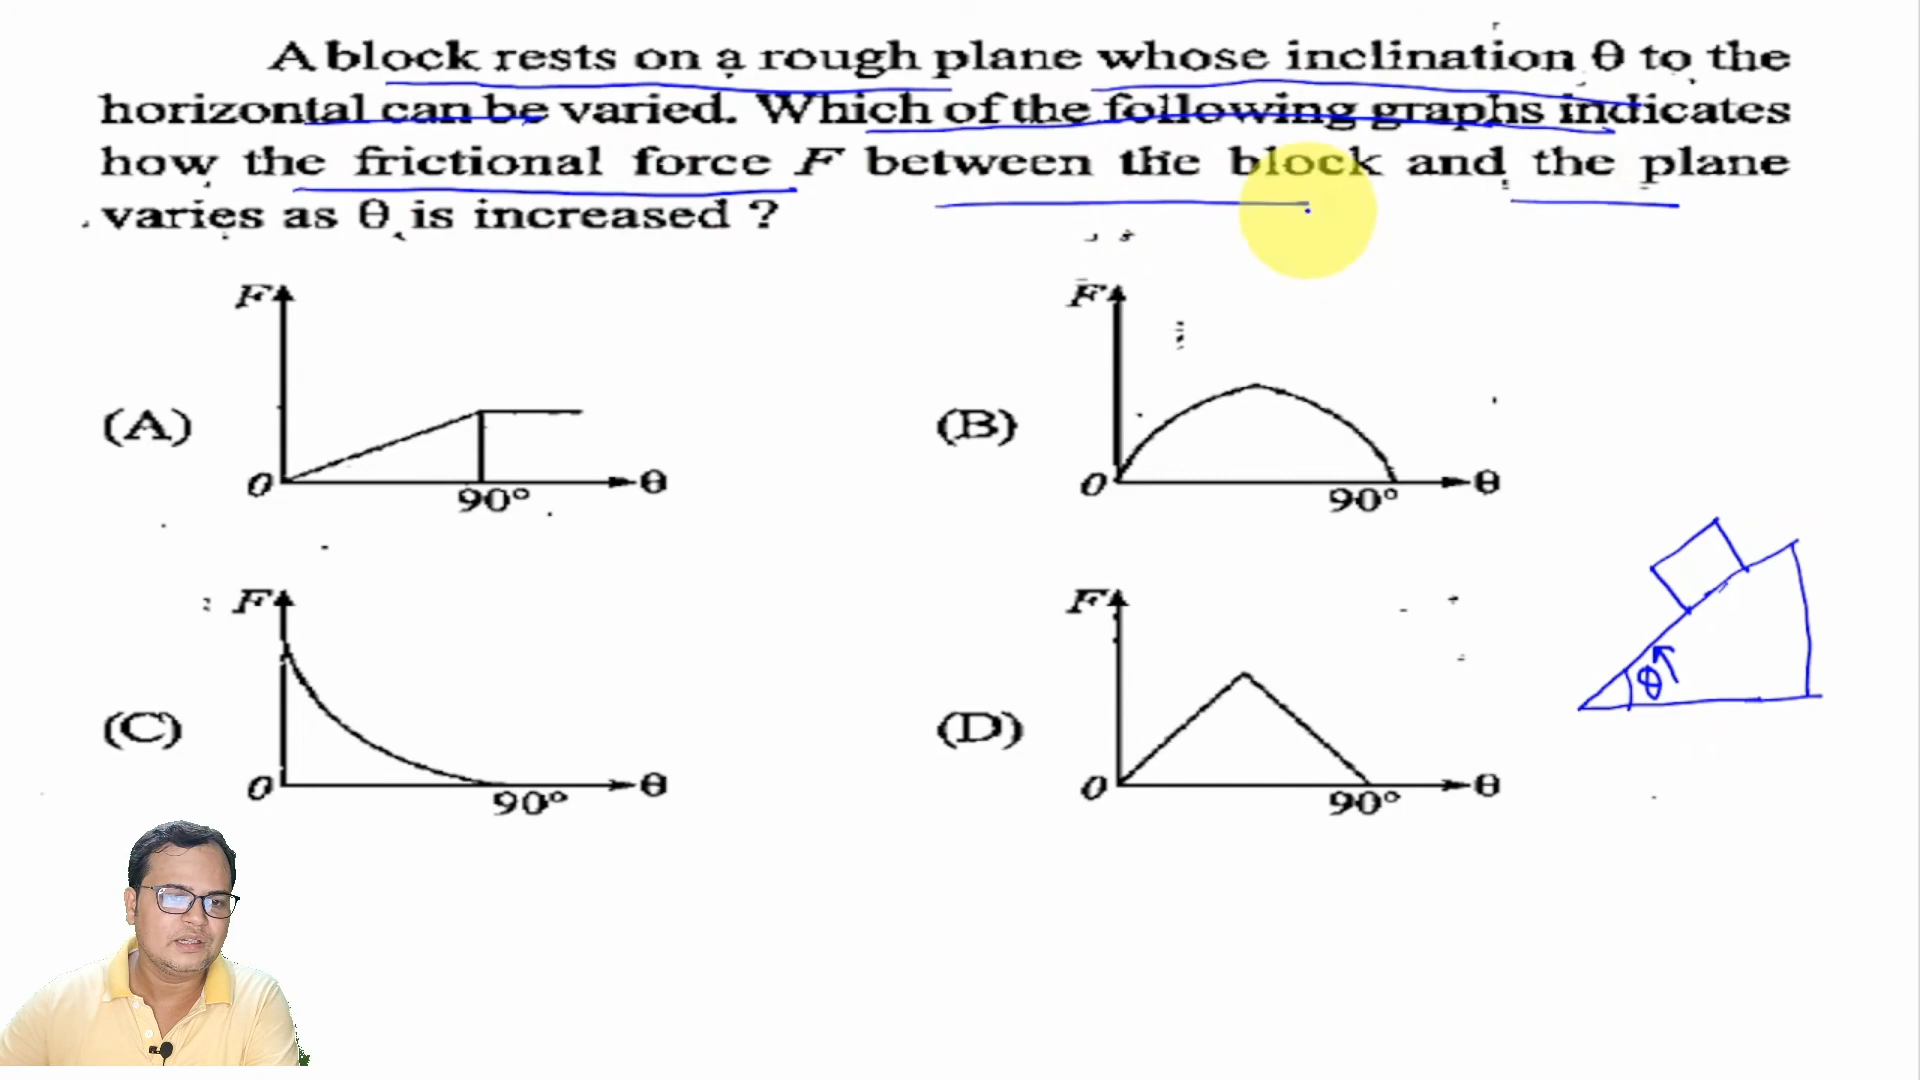 A block rests on a rough plane whose inclination θ to the
horizontal can be varied. Which of the following graphs indicates
how the frictional force F between the block and the plane
varies as θ is increased ?
F
(A)
0
90°
θ
F
(B)
0
90°
θ
F
(C)
0
90°
θ
F
(D)
0
90°
θ
θ